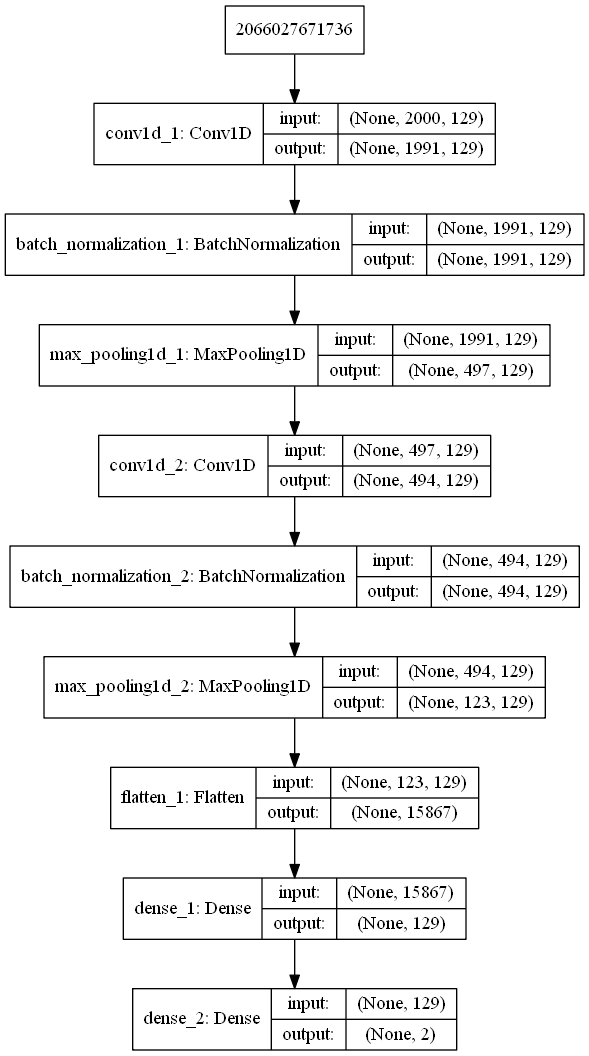 2066027671736
conv1d_1: Conv1D
input: (None, 2000, 129)
output: (None, 1991, 129)
batch_normalization_1: BatchNormalization
input: (None, 1991, 129)
output: (None, 1991, 129)
max_pooling1d_1: MaxPooling1D
input: (None, 1991, 129)
output: (None, 497, 129)
conv1d_2: Conv1D
input: (None, 497, 129)
output: (None, 494, 129)
batch_normalization_2: BatchNormalization
input: (None, 494, 129)
output: (None, 494, 129)
max_pooling1d_2: MaxPooling1D
input: (None, 494, 129)
output: (None, 123, 129)
flatten_1: Flatten
input: (None, 123, 129)
output: (None, 15867)
dense_1: Dense
input: (None, 15867)
output: (None, 129)
dense_2: Dense
input: (None, 129)
output: (None, 2)